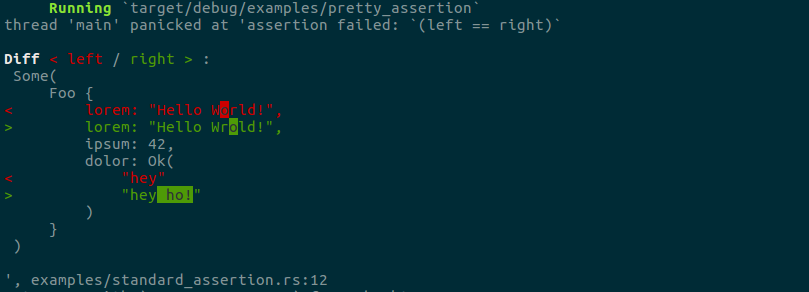 Running `target/debug/examples/pretty_assertion`
thread 'main' panicked at 'assertion failed: `(left == right)`
Diff < left / right > :
Some(
Foo {
< lorem: "Hello World!",
> lorem: "Hello Wrold!",
ipsum: 42,
dolor: Ok(
< "hey"
> "hey ho!"
)
}
)
', examples/standard_assertion.rs:12